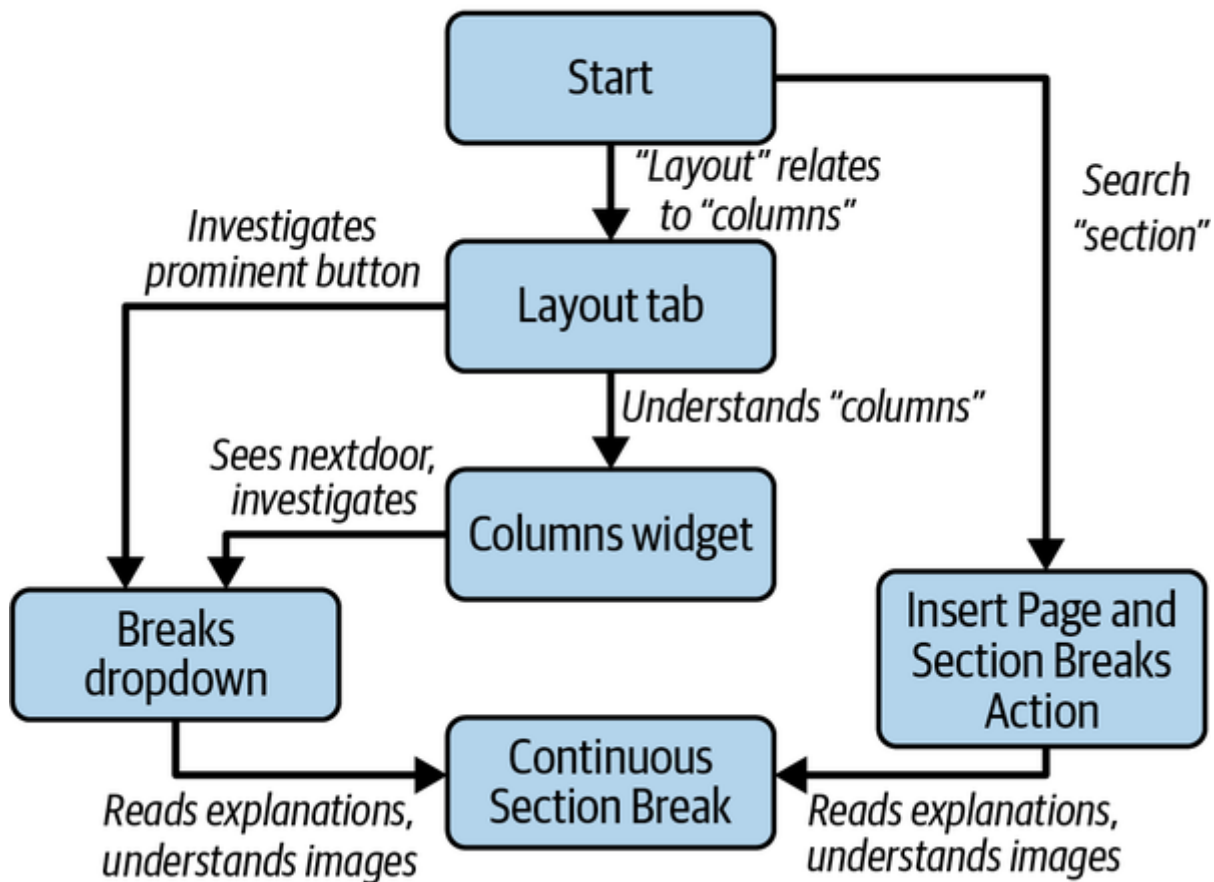 Start
“Layout” relates
to “columns”
Search
“section”
Investigates
prominent button
Layout tab
Understands “columns”
Sees nextdoor,
investigates
Columns widget
Breaks
dropdown
Insert Page and
Section Breaks
Action
Continuous
Section Break
Reads explanations,
understands images
Reads explanations,
understands images